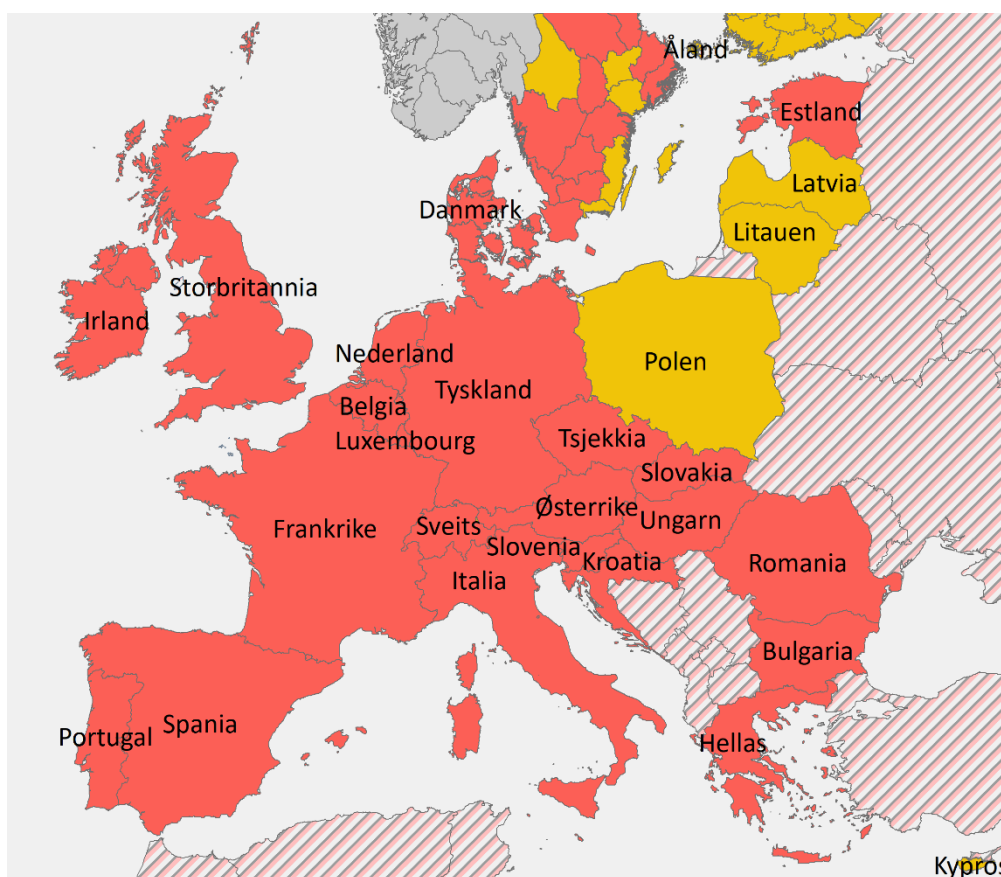 Åland
Estland
Latvia
Danmark
Litauen
Storbritannia
Irland
Nederland
Polen
Tyskland
Belgia
Luxembourg
Tsjekkia
Slovakia
Østerrike
Ungarn
Frankrike
Sveits
Slovenia
Kroatia
Romania
Italia
Bulgaria
Spania
Portugal
Hellas
Kypros